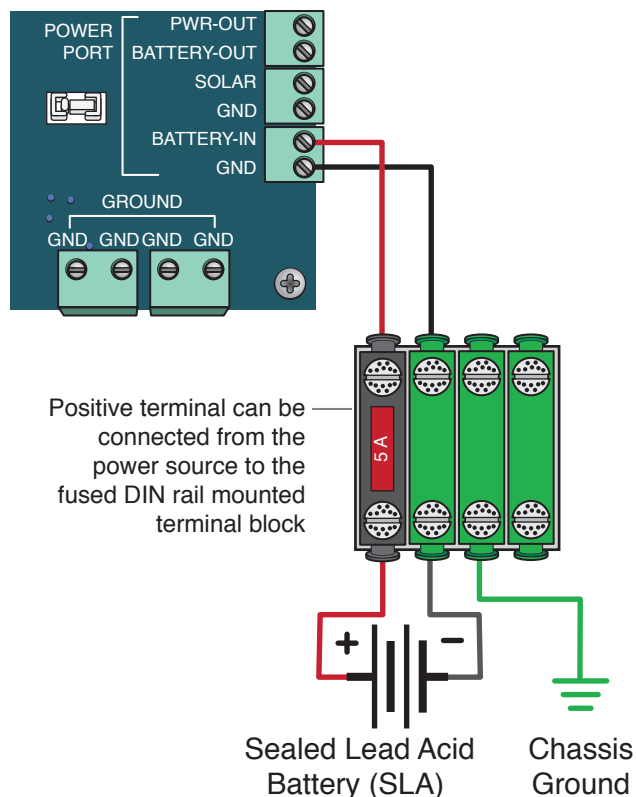 POWER
PORT
PWR-OUT
BATTERY-OUT
SOLAR
GND
BATTERY-IN
GND
GROUND
GND GND GND GND
5 A
Positive terminal can be
connected from the
power source to the
fused DIN rail mounted
terminal block
+ −
Sealed Lead Acid
Battery (SLA)
Chassis
Ground